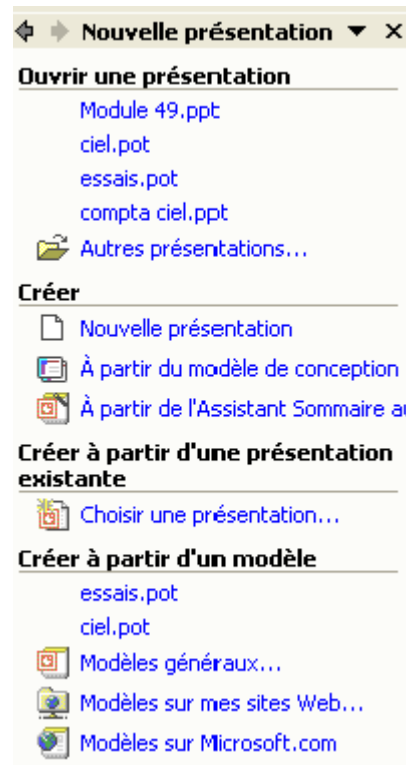 Nouvelle présentation
Ouvrir une présentation
Module 49.ppt
ciel.pot
essais.pot
compta ciel.ppt
Autres présentations...
Créer
Nouvelle présentation
À partir du modèle de conception
À partir de l'Assistant Sommaire au
Créer à partir d'une présentation
existante
Choisir une présentation...
Créer à partir d'un modèle
essais.pot
ciel.pot
Modèles généraux...
Modèles sur mes sites Web...
Modèles sur Microsoft.com